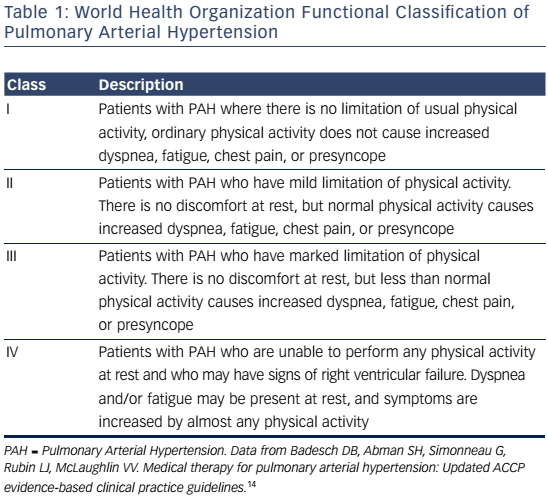 Table 1: World Health Organization Functional Classification of
Pulmonary Arterial Hypertension
Class Description
I Patients with PAH where there is no limitation of usual physical
activity, ordinary physical activity does not cause increased
dyspnea, fatigue, chest pain, or presyncope
II Patients with PAH who have mild limitation of physical activity.
There is no discomfort at rest, but normal physical activity causes
increased dyspnea, fatigue, chest pain, or presyncope
III Patients with PAH who have marked limitation of physical
activity. There is no discomfort at rest, but less than normal
physical activity causes increased dyspnea, fatigue, chest pain,
or presyncope
IV Patients with PAH who are unable to perform any physical activity
at rest and who may have signs of right ventricular failure. Dyspnea
and/or fatigue may be present at rest, and symptoms are
increased by almost any physical activity
PAH = Pulmonary Arterial Hypertension. Data from Badesch DB, Abman SH, Simonneau G,
Rubin LJ, McLaughlin VV. Medical therapy for pulmonary arterial hypertension: Updated ACCP
evidence-based clinical practice guidelines.14